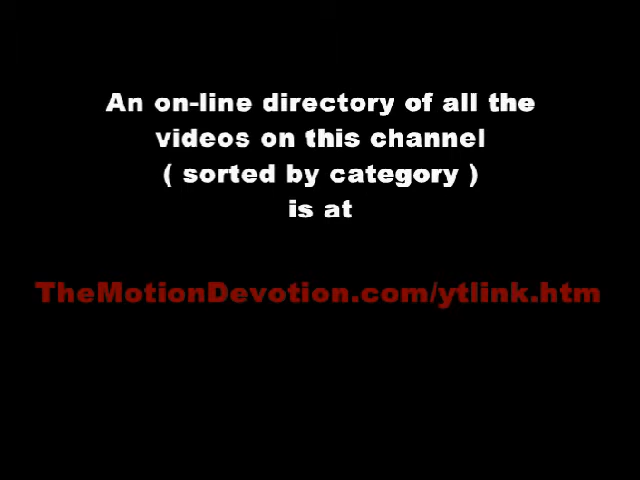 An on-line directory of all the
videos on this channel
( sorted by category )
is at
TheMotionDevotion.com/ytlink.htm